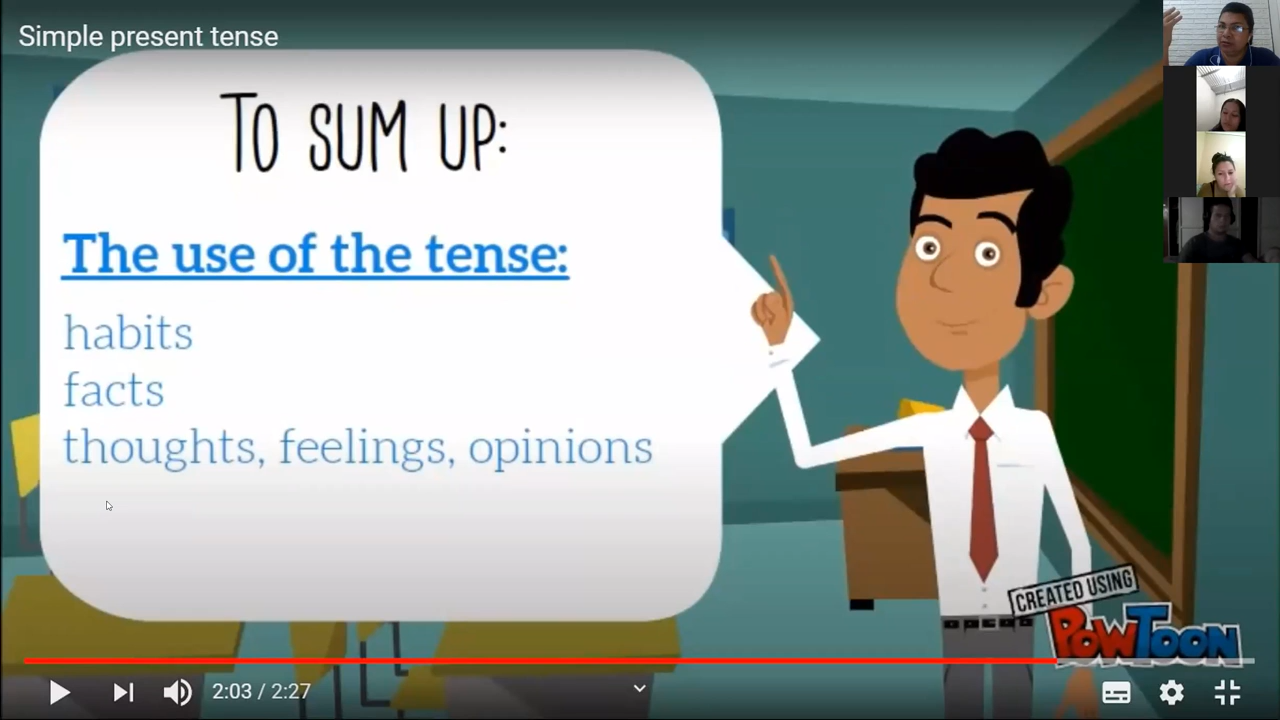 Simple present tense
TO SUM UP:
The use of the tense:
habits
facts
thoughts, feelings, opinions
CREATED USING
POWTOON
2:03 / 2:27